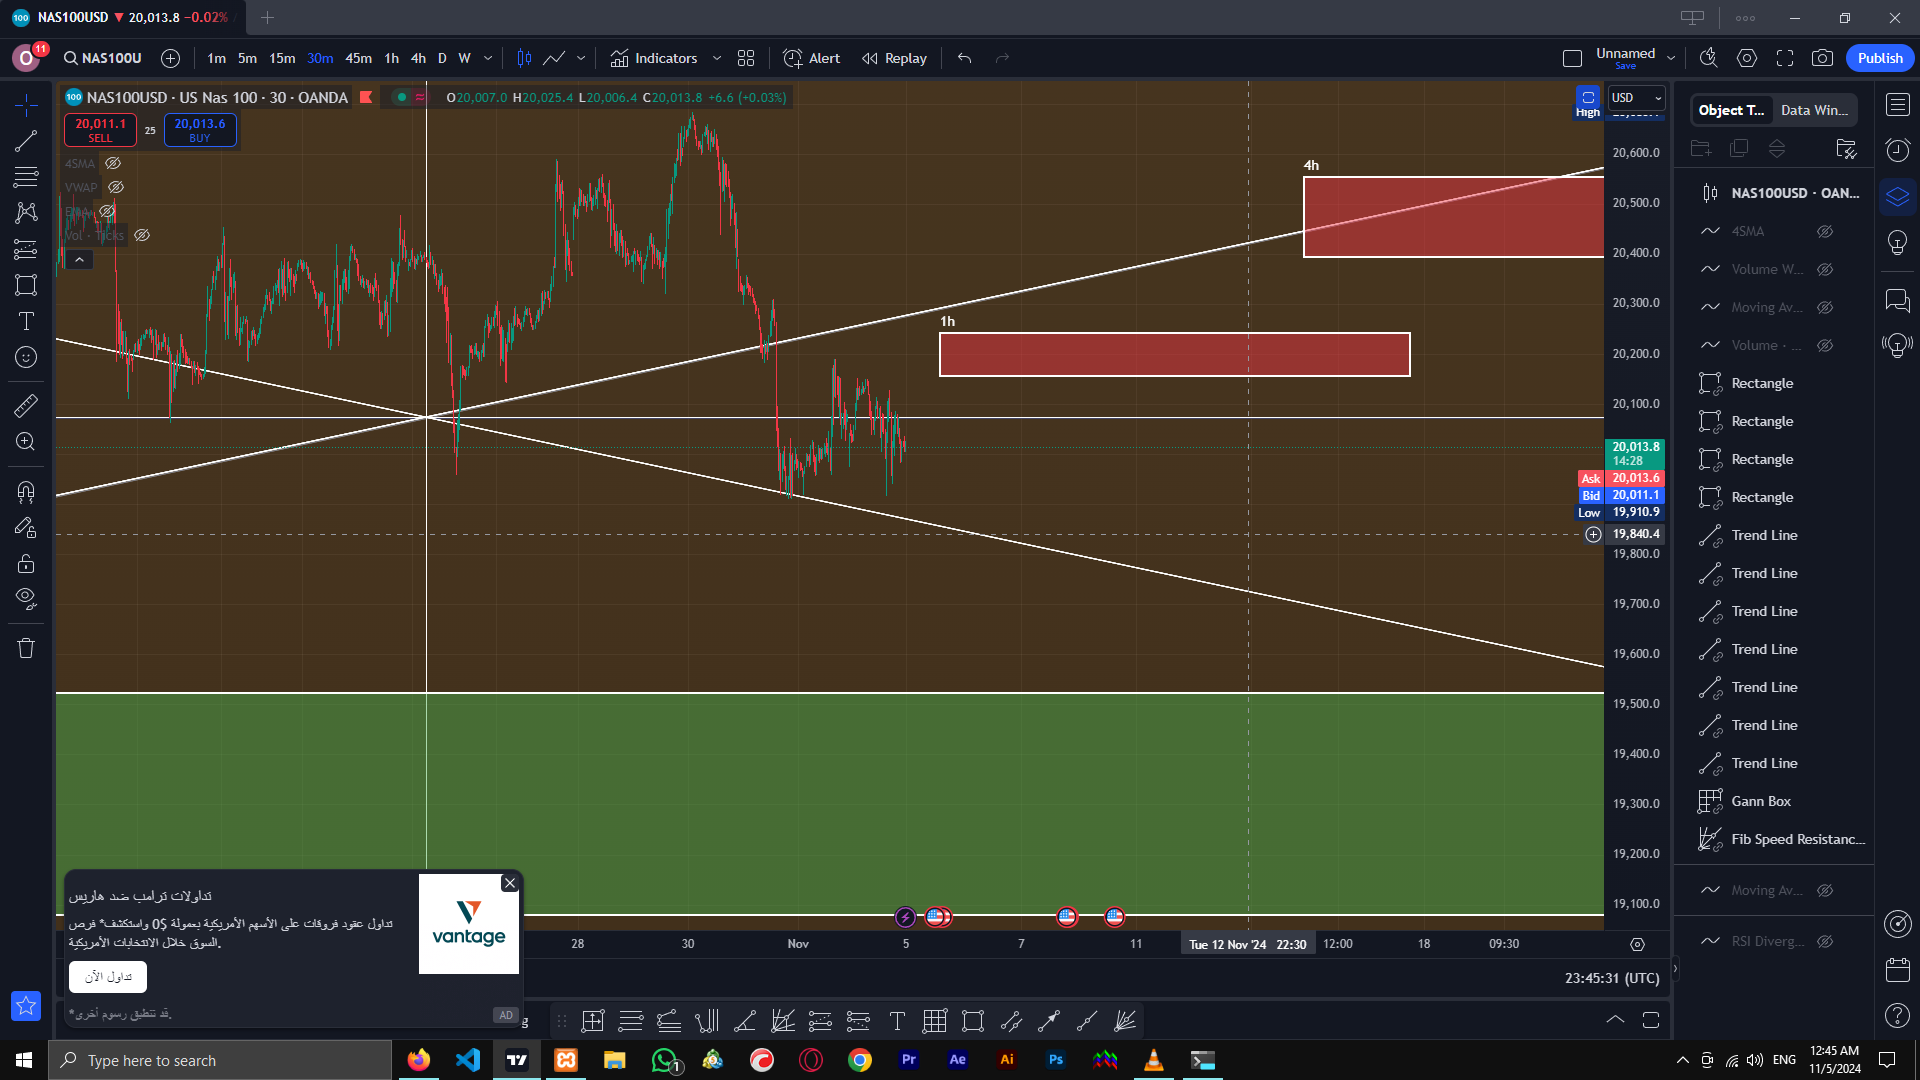 NAS100USD ▼ 20,013.8 −0.02%
O 11 NAS100U 1m 5m 15m 30m 45m 1h 4h D W Indicators Alert Replay Unnamed Save Publish
100 NAS100USD · US Nas 100 · 30 · OANDA O20,007.0 H20,025.4 L20,006.4 C20,013.8 +6.6 (+0.03%)
20,011.1 SELL 25 20,013.6 BUY
4SMA
VWAP
Vol · Ticks
4h
1h
USD
High
20,600.0
20,500.0
20,400.0
20,300.0
20,200.0
20,100.0
20,013.8
14:28
Ask 20,013.6
Bid 20,011.1
Low 19,910.9
19,840.4
19,800.0
19,700.0
19,600.0
19,500.0
19,400.0
19,300.0
19,200.0
19,100.0
28 30 Nov 5 7 11 Tue 12 Nov '24 22:30 12:00 18 09:30
23:45:31 (UTC)
Object T... Data Win...
NAS100USD · OAN...
4SMA
Volume W...
Moving Av...
Volume · ...
Rectangle
Rectangle
Rectangle
Rectangle
Trend Line
Trend Line
Trend Line
Trend Line
Trend Line
Trend Line
Trend Line
Gann Box
Fib Speed Resistanc...
Moving Av...
RSI Diverg...
تداولات ترامب ضد هاريس
تداول عقود فروقات على الأسهم الأمريكية بعمولة $0 واستكشف* فرص
السوق خلال الانتخابات الأمريكية.
تداول الآن
*قد تنطبق رسوم أخرى.
AD
vantage
Type here to search
1
Pr Ae Ai Ps
ENG
12:45 AM
11/5/2024